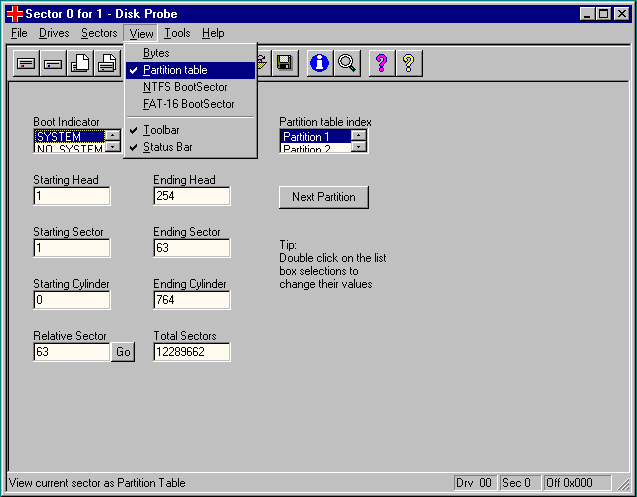 Sector 0 for 1 - Disk Probe
File Drives Sectors View Tools Help
Bytes
Partition table
NTFS BootSector
FAT-16 BootSector
Toolbar
Status Bar
Boot Indicator
SYSTEM
NO SYSTEM
Partition table index
Partition 1
Partition 2
Starting Head
1
Ending Head
254
Next Partition
Starting Sector
1
Ending Sector
63
Tip:
Double click on the list
box selections to
change their values
Starting Cylinder
0
Ending Cylinder
764
Relative Sector
63
Go
Total Sectors
12289662
View current sector as Partition Table
Drv 00
Sec 0
Off 0x000